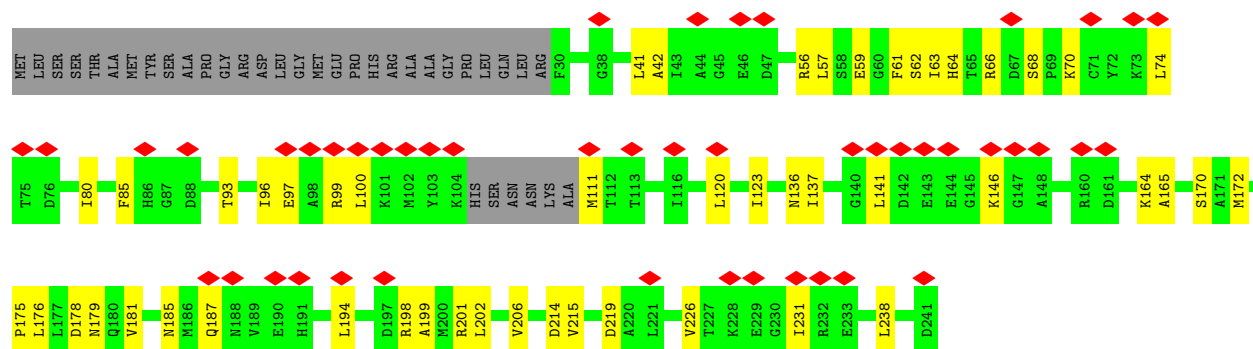 MET LEU SER SER THR ALA MET TYR SER ALA PRO GLY ARG ASP LEU GLY MET GLU PRO HIS ARG ALA ALA GLY PRO LEU GLN LEU ARG F30 G38 L41 A42 I43 A44 G45 E46 D47 R56 L57 S58 E59 G60 F61 S62 I63 H64 T65 R66 D67 S68 P69 K70 C71 Y72 K73 L74
T75 D76 I80 F85 H86 G87 D88 T93 I96 E97 A98 R99 L100 K101 M102 Y103 K104 HIS SER ASN ASN LYS ALA M111 T112 T113 I116 L120 I123 N136 I137 G140 L141 D142 E143 E144 G145 K146 G147 A148 R160 D161 K164 A165 S170 A171 M172
P175 L176 L177 D178 N179 Q180 V181 N185 M186 Q187 N188 V189 E190 H191 L194 D197 R198 A199 M200 R201 L202 V206 D214 V215 D219 A220 L221 V226 T227 K228 E229 G230 I231 R232 E233 L238 D241